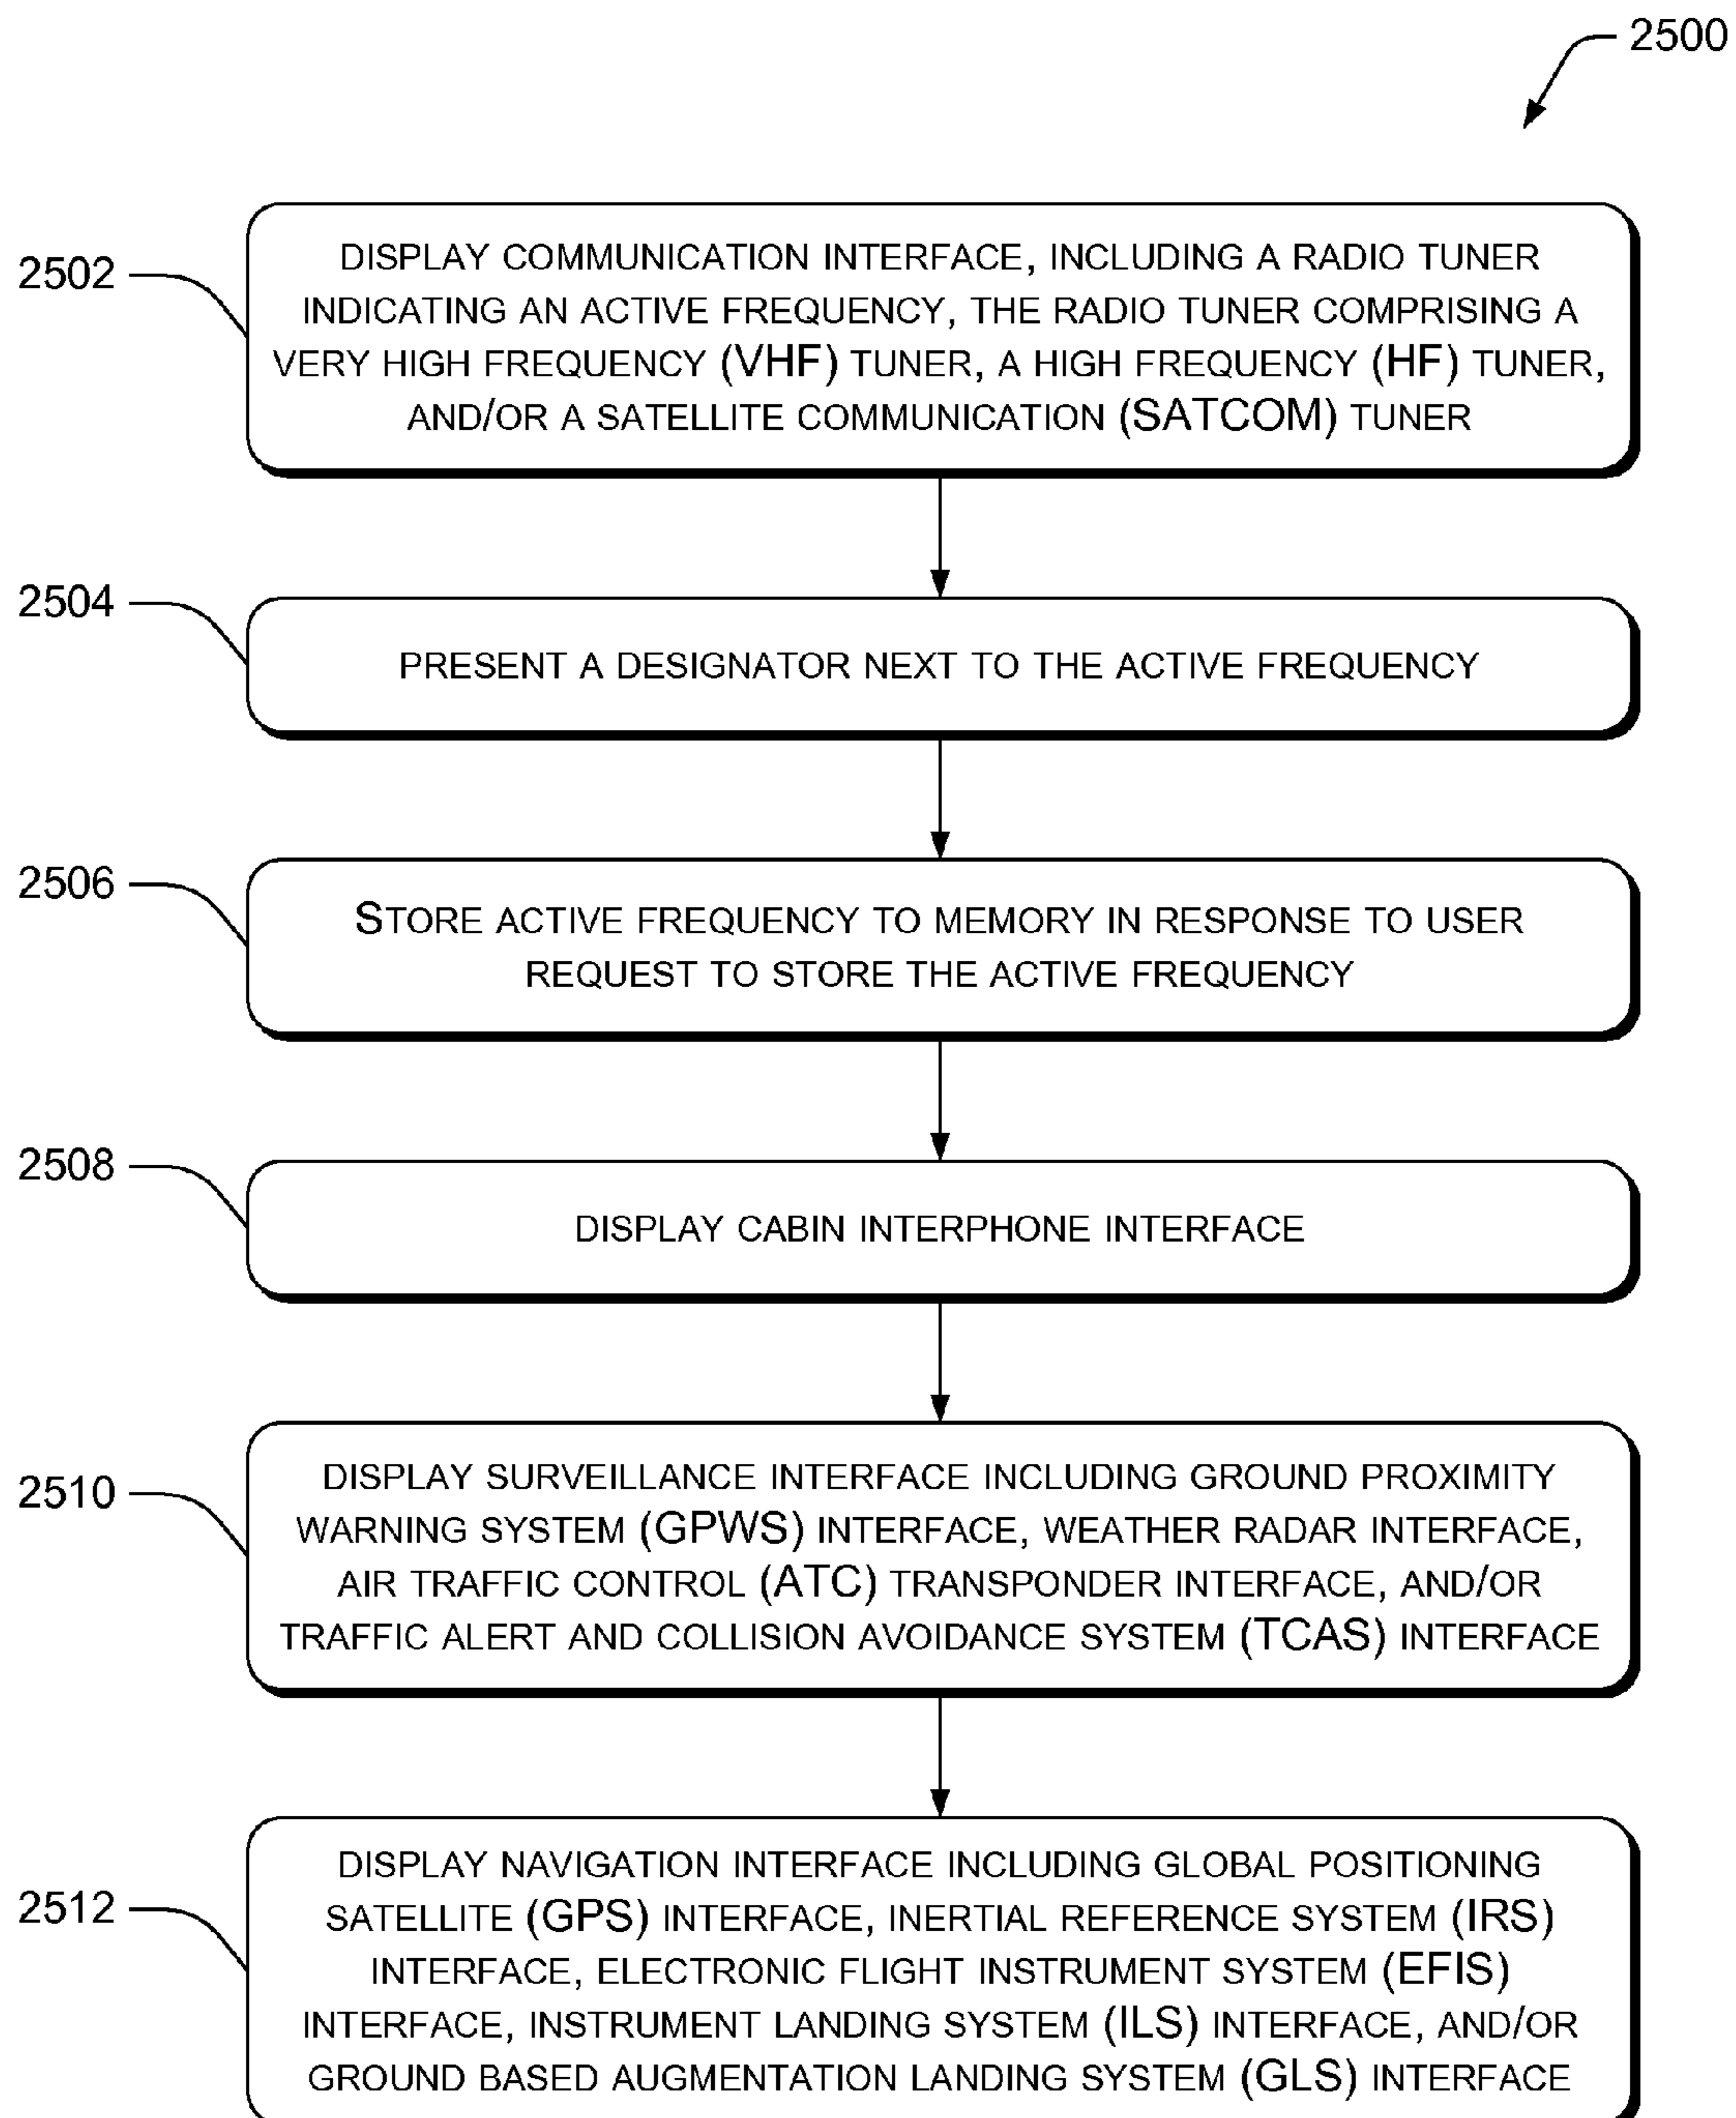 2500
2502
DISPLAY COMMUNICATION INTERFACE, INCLUDING A RADIO TUNER
INDICATING AN ACTIVE FREQUENCY, THE RADIO TUNER COMPRISING A
VERY HIGH FREQUENCY (VHF) TUNER, A HIGH FREQUENCY (HF) TUNER,
AND/OR A SATELLITE COMMUNICATION (SATCOM) TUNER
2504
PRESENT A DESIGNATOR NEXT TO THE ACTIVE FREQUENCY
2506
STORE ACTIVE FREQUENCY TO MEMORY IN RESPONSE TO USER
REQUEST TO STORE THE ACTIVE FREQUENCY
2508
DISPLAY CABIN INTERPHONE INTERFACE
2510
DISPLAY SURVEILLANCE INTERFACE INCLUDING GROUND PROXIMITY
WARNING SYSTEM (GPWS) INTERFACE, WEATHER RADAR INTERFACE,
AIR TRAFFIC CONTROL (ATC) TRANSPONDER INTERFACE, AND/OR
TRAFFIC ALERT AND COLLISION AVOIDANCE SYSTEM (TCAS) INTERFACE
2512
DISPLAY NAVIGATION INTERFACE INCLUDING GLOBAL POSITIONING
SATELLITE (GPS) INTERFACE, INERTIAL REFERENCE SYSTEM (IRS)
INTERFACE, ELECTRONIC FLIGHT INSTRUMENT SYSTEM (EFIS)
INTERFACE, INSTRUMENT LANDING SYSTEM (ILS) INTERFACE, AND/OR
GROUND BASED AUGMENTATION LANDING SYSTEM (GLS) INTERFACE